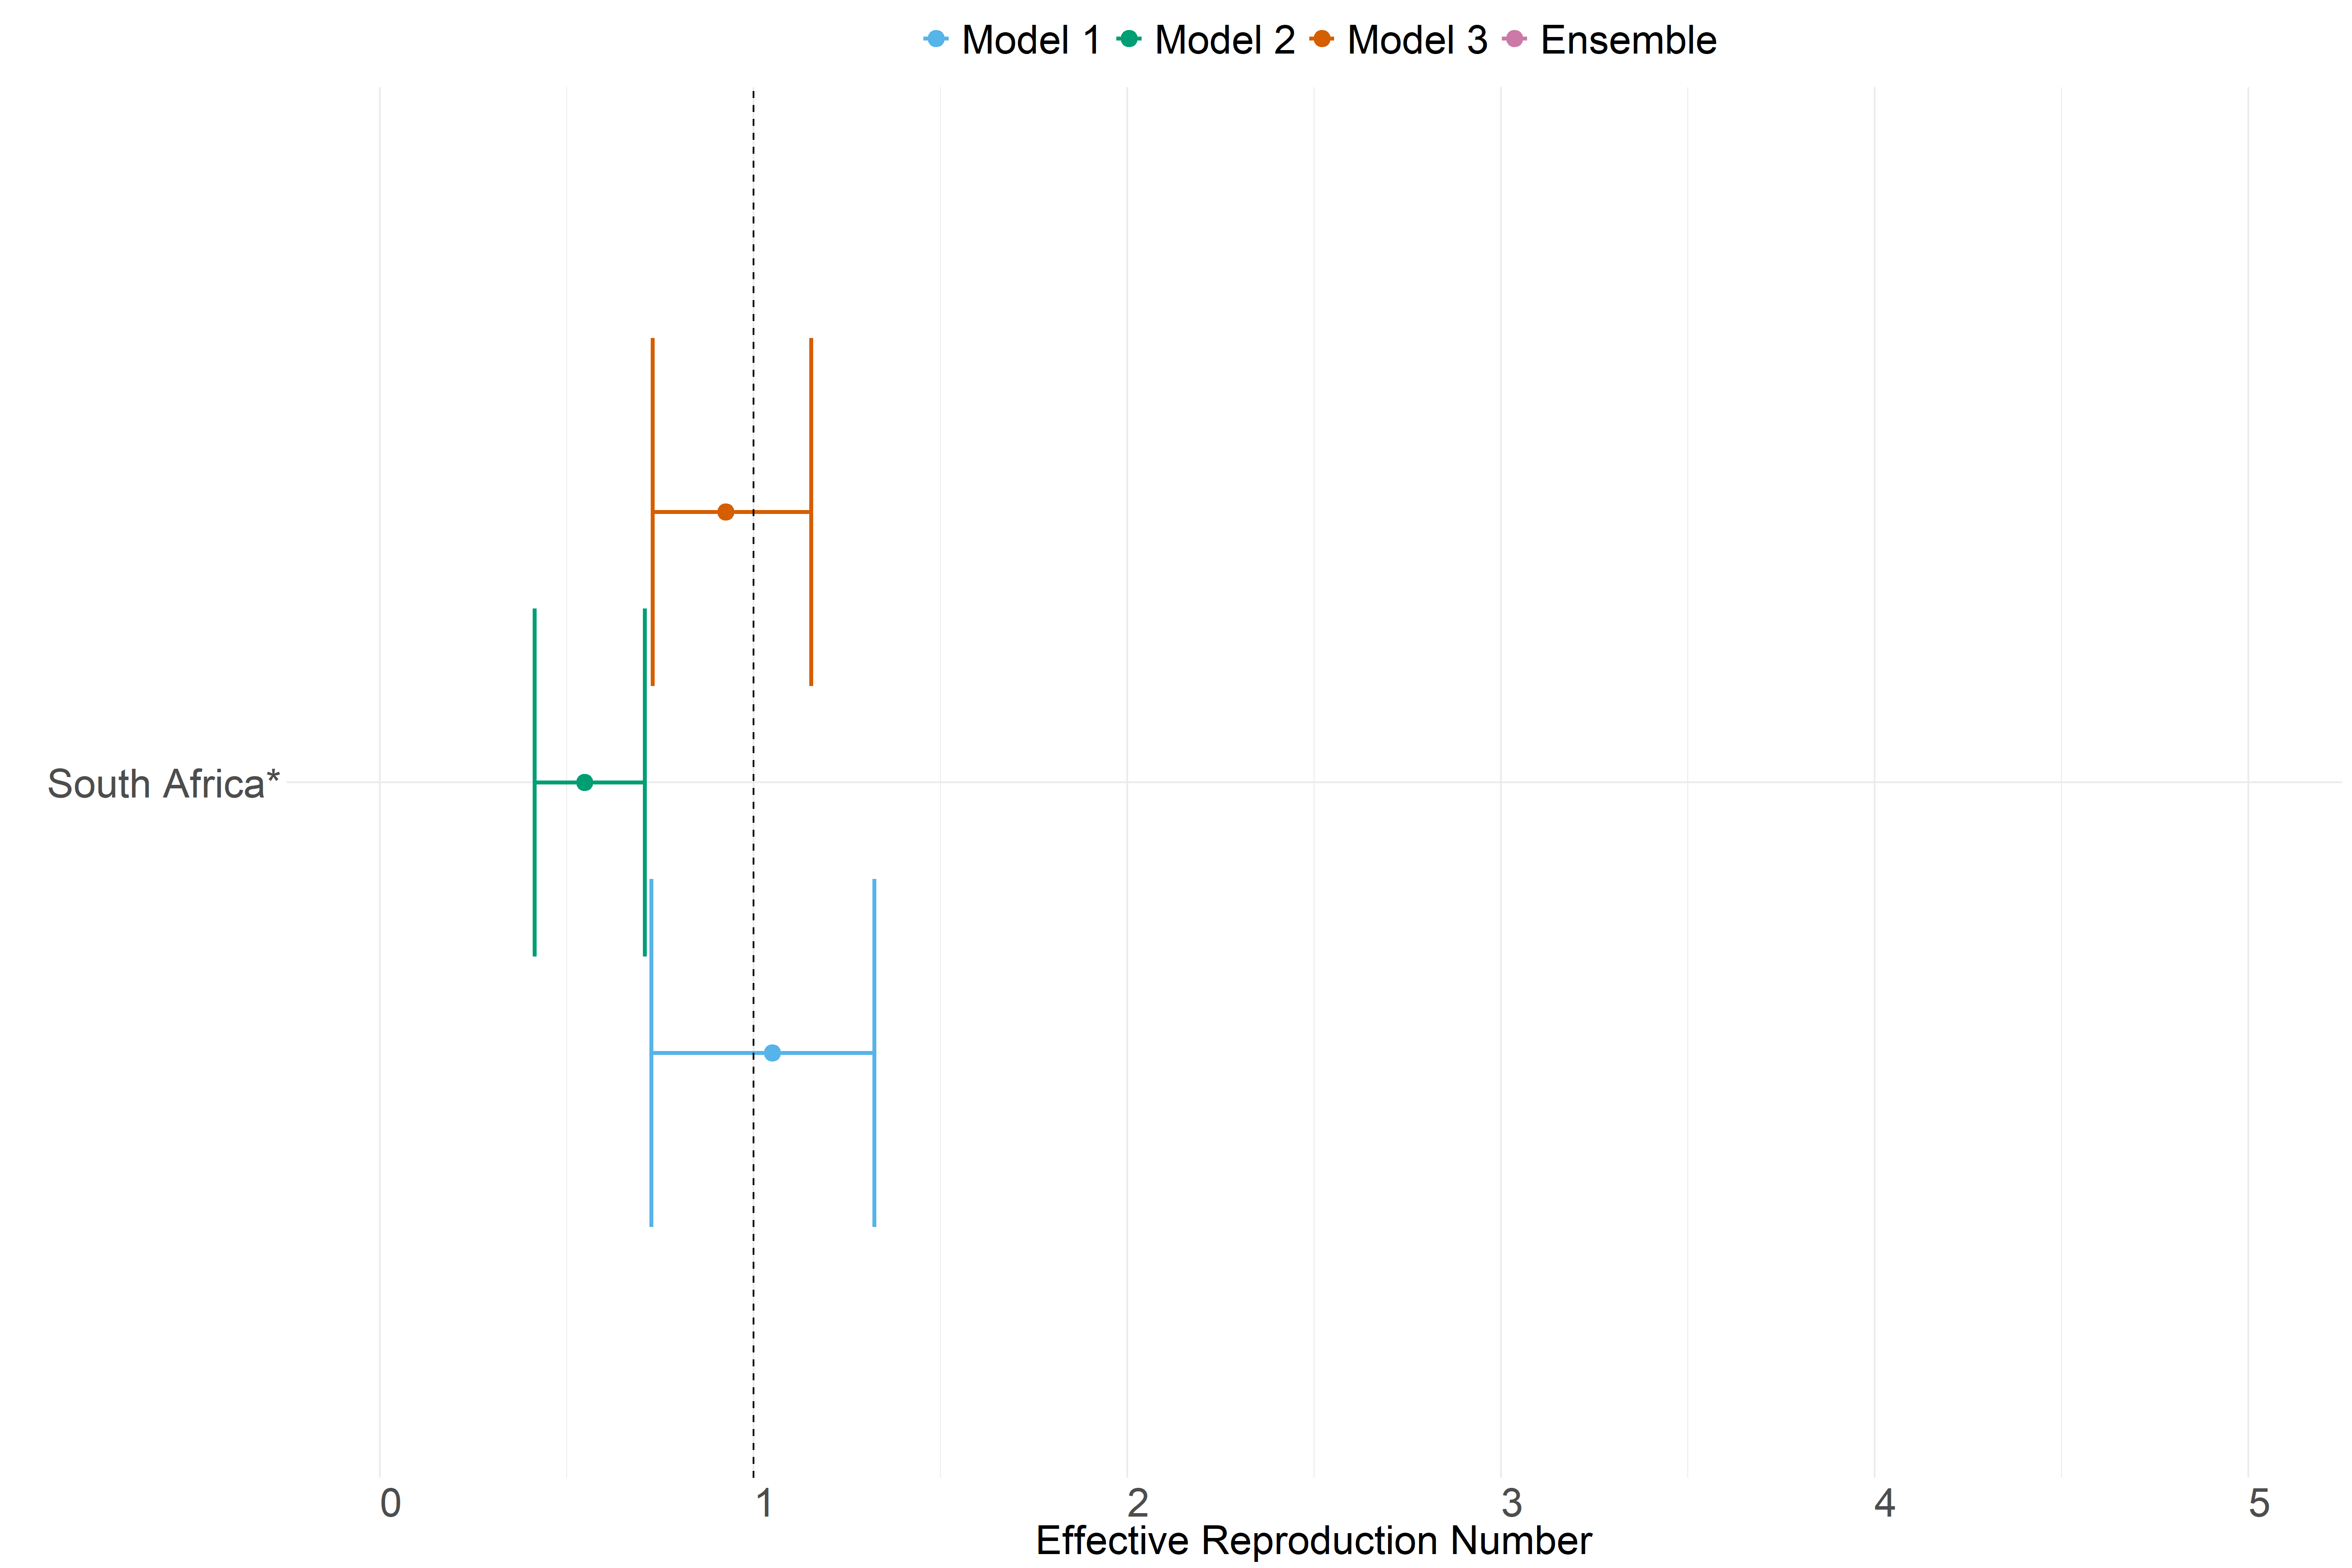 Model 1 Model 2 Model 3 Ensemble
South Africa*
0 1 2 3 4 5
Effective Reproduction Number